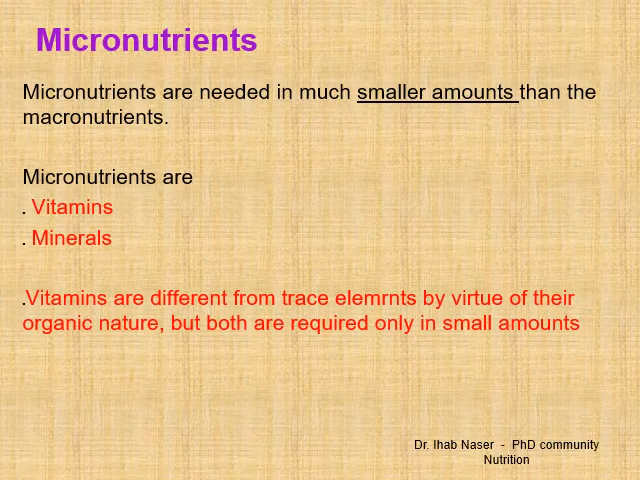 Micronutrients
Micronutrients are needed in much smaller amounts than the
macronutrients.
Micronutrients are
. Vitamins
. Minerals
.Vitamins are different from trace elemrnts by virtue of their
organic nature, but both are required only in small amounts
Dr. Ihab Naser - PhD community
Nutrition